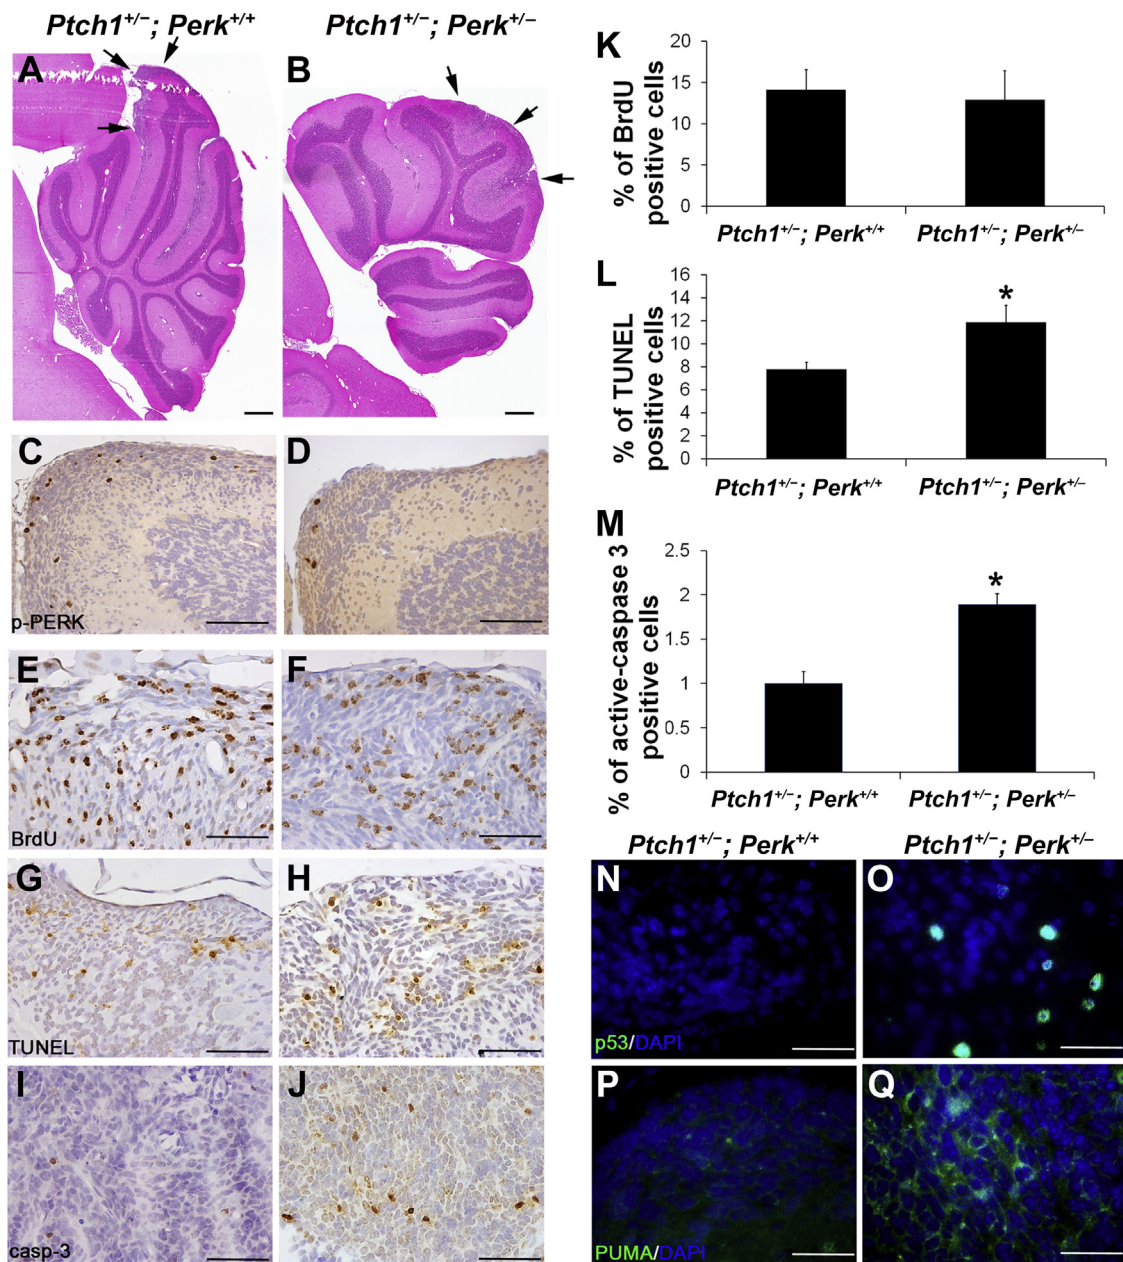 Ptch1+/−; Perk+/+
Ptch1+/−; Perk+/−
A
B
C
p-PERK
D
E
BrdU
F
G
TUNEL
H
I
casp-3
J
K
% of BrdU
positive cells
20
15
10
5
0
Ptch1+/−; Perk+/+
Ptch1+/−; Perk+/−
L
% of TUNEL
positive cells
16
14
12
10
8
6
4
2
0
*
Ptch1+/−; Perk+/+
Ptch1+/−; Perk+/−
M
% of active-caspase 3
positive cells
2.5
2
1.5
1
0.5
0
*
Ptch1+/−; Perk+/+
Ptch1+/−; Perk+/−
Ptch1+/−; Perk+/+
Ptch1+/−; Perk+/−
N
p53/DAPI
O
P
PUMA/DAPI
Q